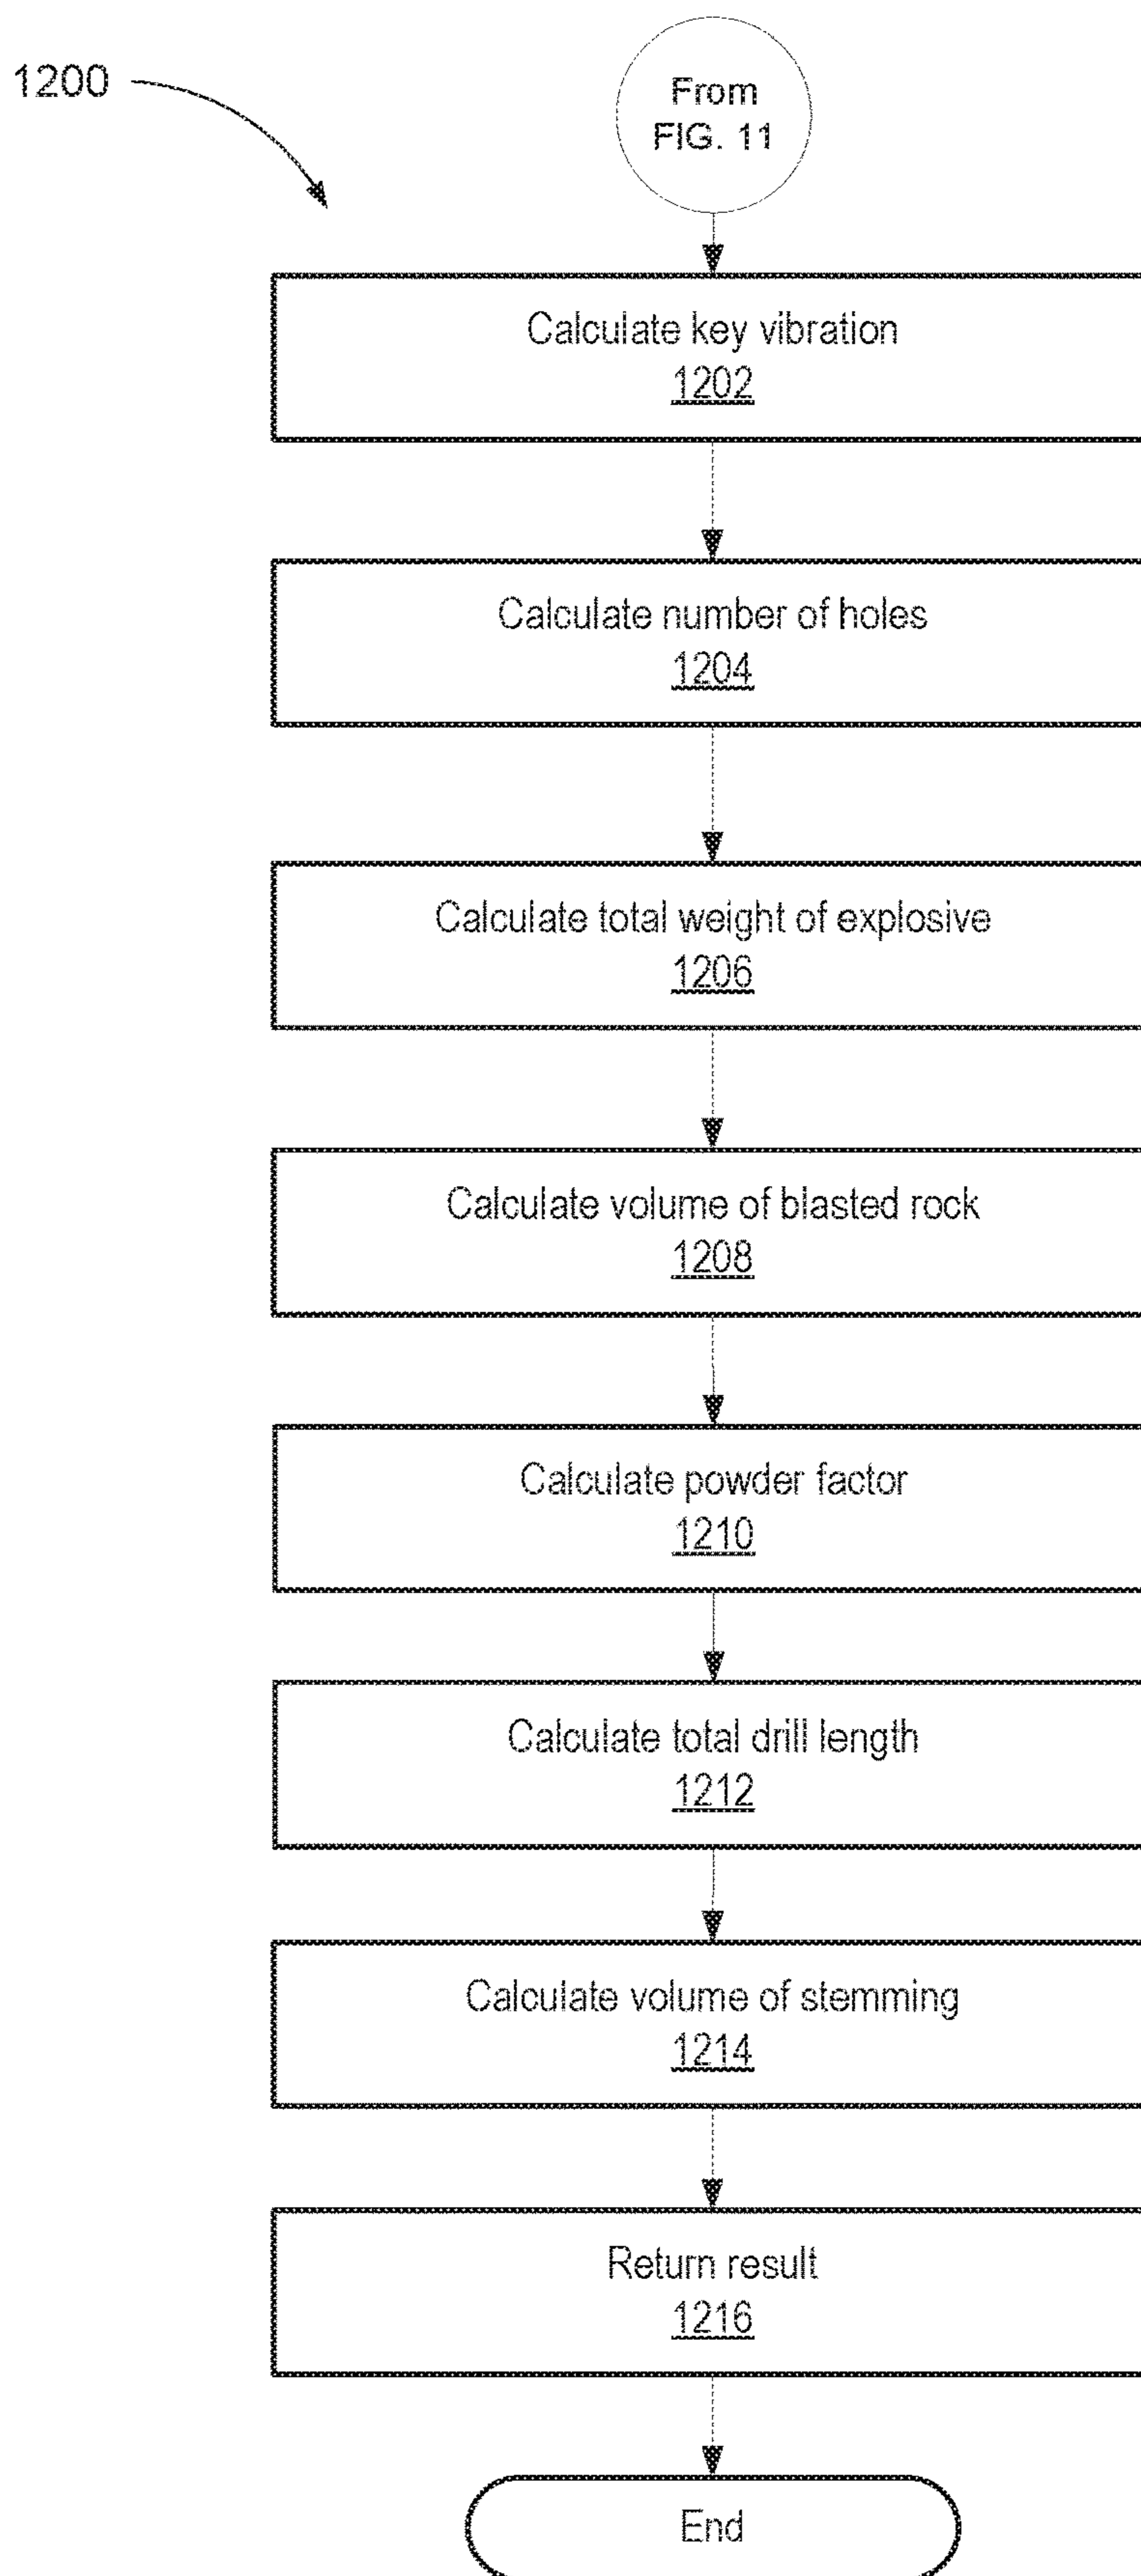 1200
From
FIG. 11
Calculate key vibration
1202
Calculate number of holes
1204
Calculate total weight of explosive
1206
Calculate volume of blasted rock
1208
Calculate powder factor
1210
Calculate total drill length
1212
Calculate volume of stemming
1214
Return result
1216
End